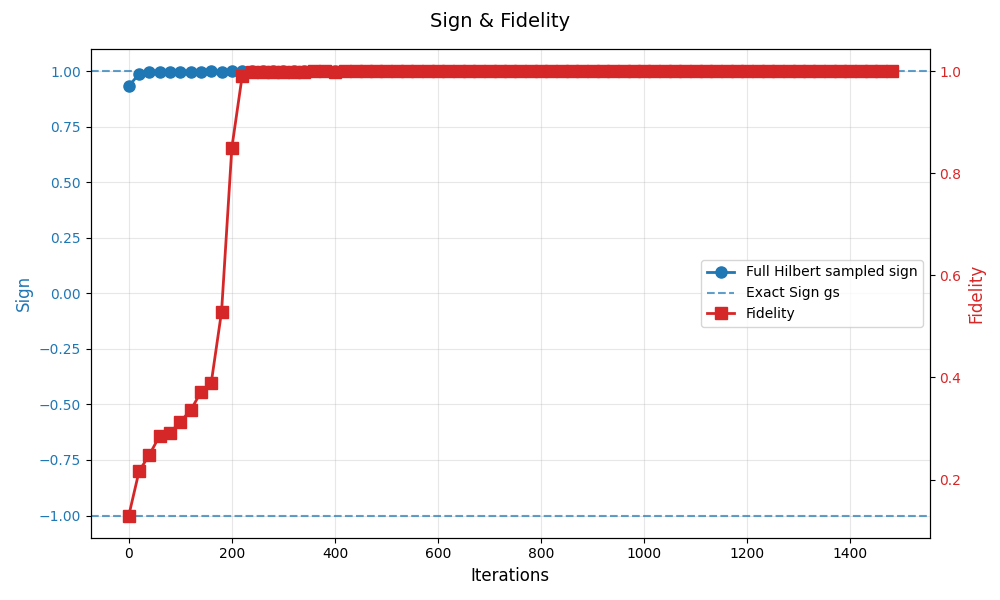 Sign & Fidelity
1.00
0.75
0.50
0.25
0.00
−0.25
−0.50
−0.75
−1.00
Sign
1.0
0.8
0.6
0.4
0.2
Fidelity
Full Hilbert sampled sign
Exact Sign gs
Fidelity
0 200 400 600 800 1000 1200 1400
Iterations